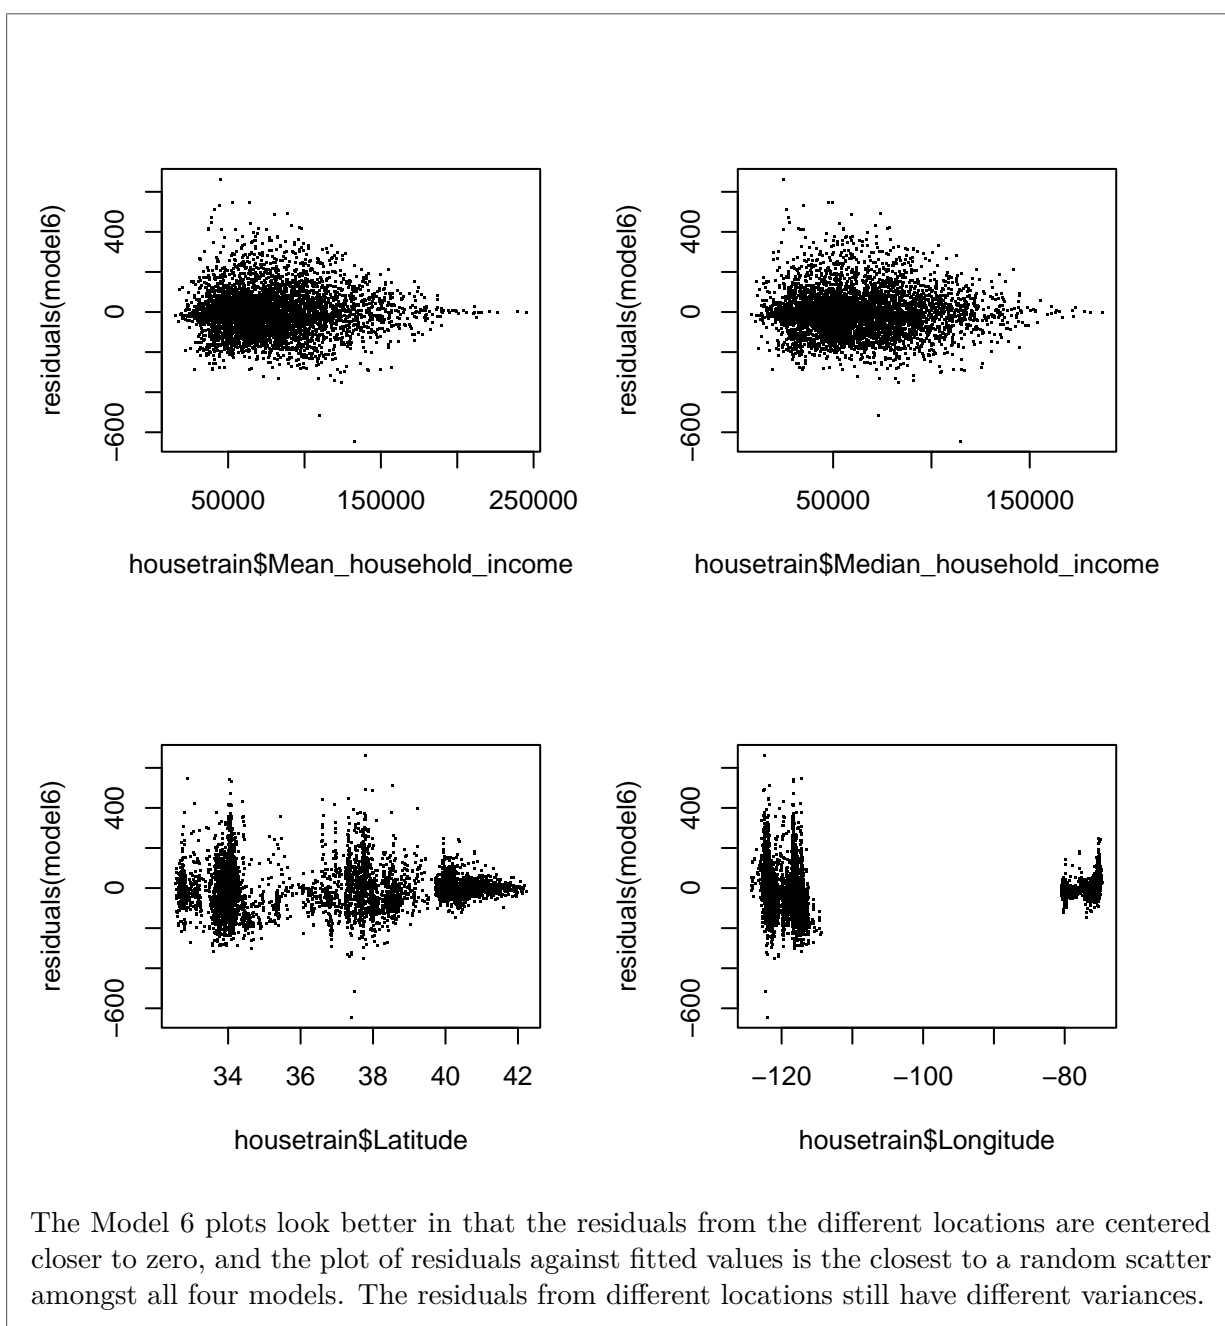 residuals(model6)
400
0
−600
50000
150000
250000
housetrain$Mean_household_income
residuals(model6)
400
0
−600
50000
150000
housetrain$Median_household_income
residuals(model6)
400
0
−600
34
36
38
40
42
housetrain$Latitude
residuals(model6)
400
0
−600
−120
−100
−80
housetrain$Longitude
The Model 6 plots look better in that the residuals from the different locations are centered
closer to zero, and the plot of residuals against fitted values is the closest to a random scatter
amongst all four models. The residuals from different locations still have different variances.